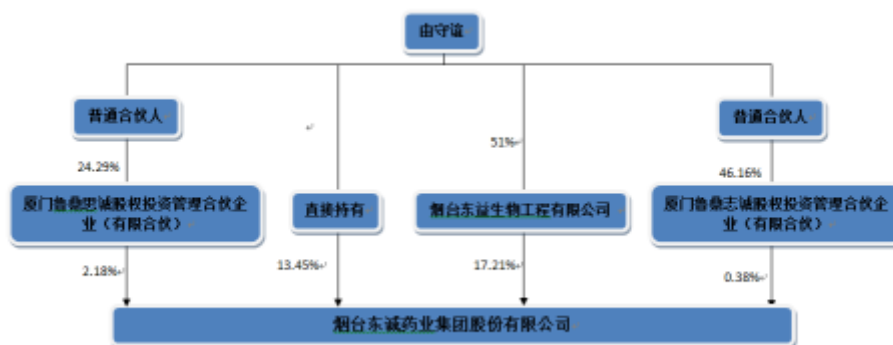 由守谊
普通合伙人
普通合伙人
51%
24.29%
46.16%
厦门鲁鼎思诚股权投资管理合伙企
业（有限合伙）
直接持有
烟台东益生物工程有限公司
厦门鲁鼎志诚股权投资管理合伙企
业（有限合伙）
2.18%
13.45%
17.21%
0.38%
烟台东诚药业集团股份有限公司